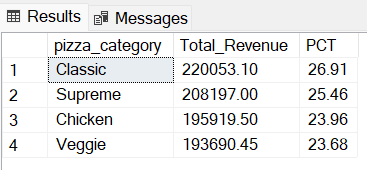 Results Messages
pizza_category Total_Revenue PCT
1 Classic 220053.10 26.91
2 Supreme 208197.00 25.46
3 Chicken 195919.50 23.96
4 Veggie 193690.45 23.68